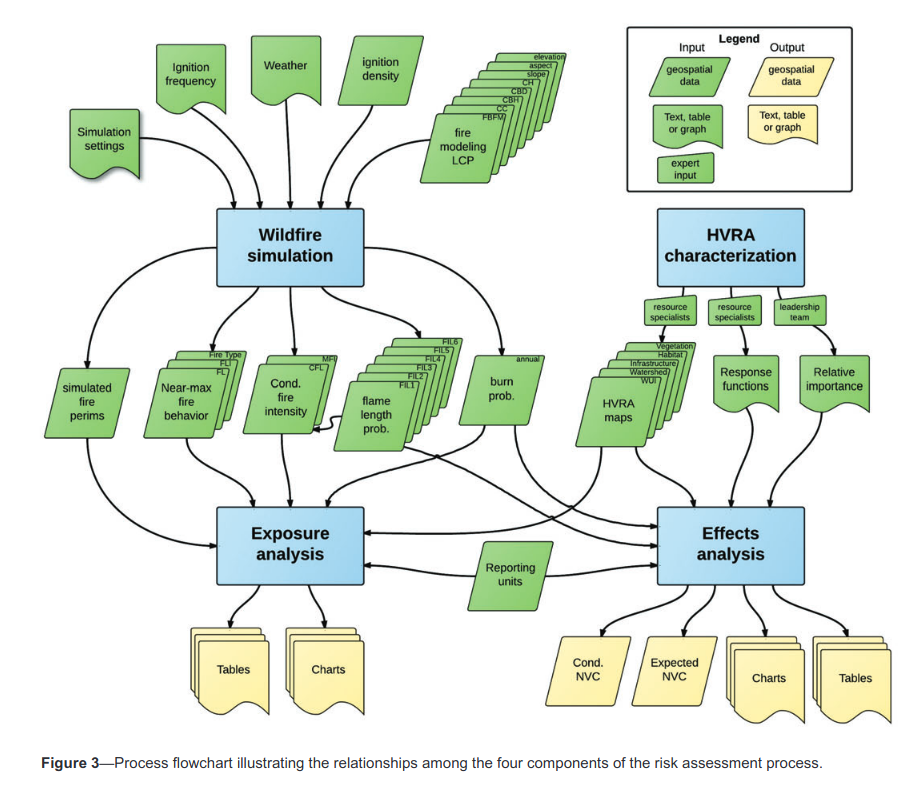 Legend
Input
Output
geospatial
data
geospatial
data
Text, table
or graph
Text, table
or graph
expert
input
Simulation
settings
Ignition
frequency
Weather
ignition
density
elevation
aspect
slope
CH
CBD
CBH
CC
FBFM
fire
modeling
LCP
Wildfire
simulation
HVRA
characterization
resource
specialists
resource
specialists
leadership
team
simulated
fire
perims
Fire Type
FLI
FL
Near-max
fire
behavior
MFI
CFL
Cond.
fire
intensity
FIL6
FIL5
FIL4
FIL3
FIL2
FIL1
flame
length
prob.
annual
burn
prob.
Vegetation
Habitat
Infrastructure
Watershed
WUI
HVRA
maps
Response
functions
Relative
importance
Exposure
analysis
Effects
analysis
Reporting
units
Tables
Charts
Cond.
NVC
Expected
NVC
Charts
Tables
Figure 3—Process flowchart illustrating the relationships among the four components of the risk assessment process.